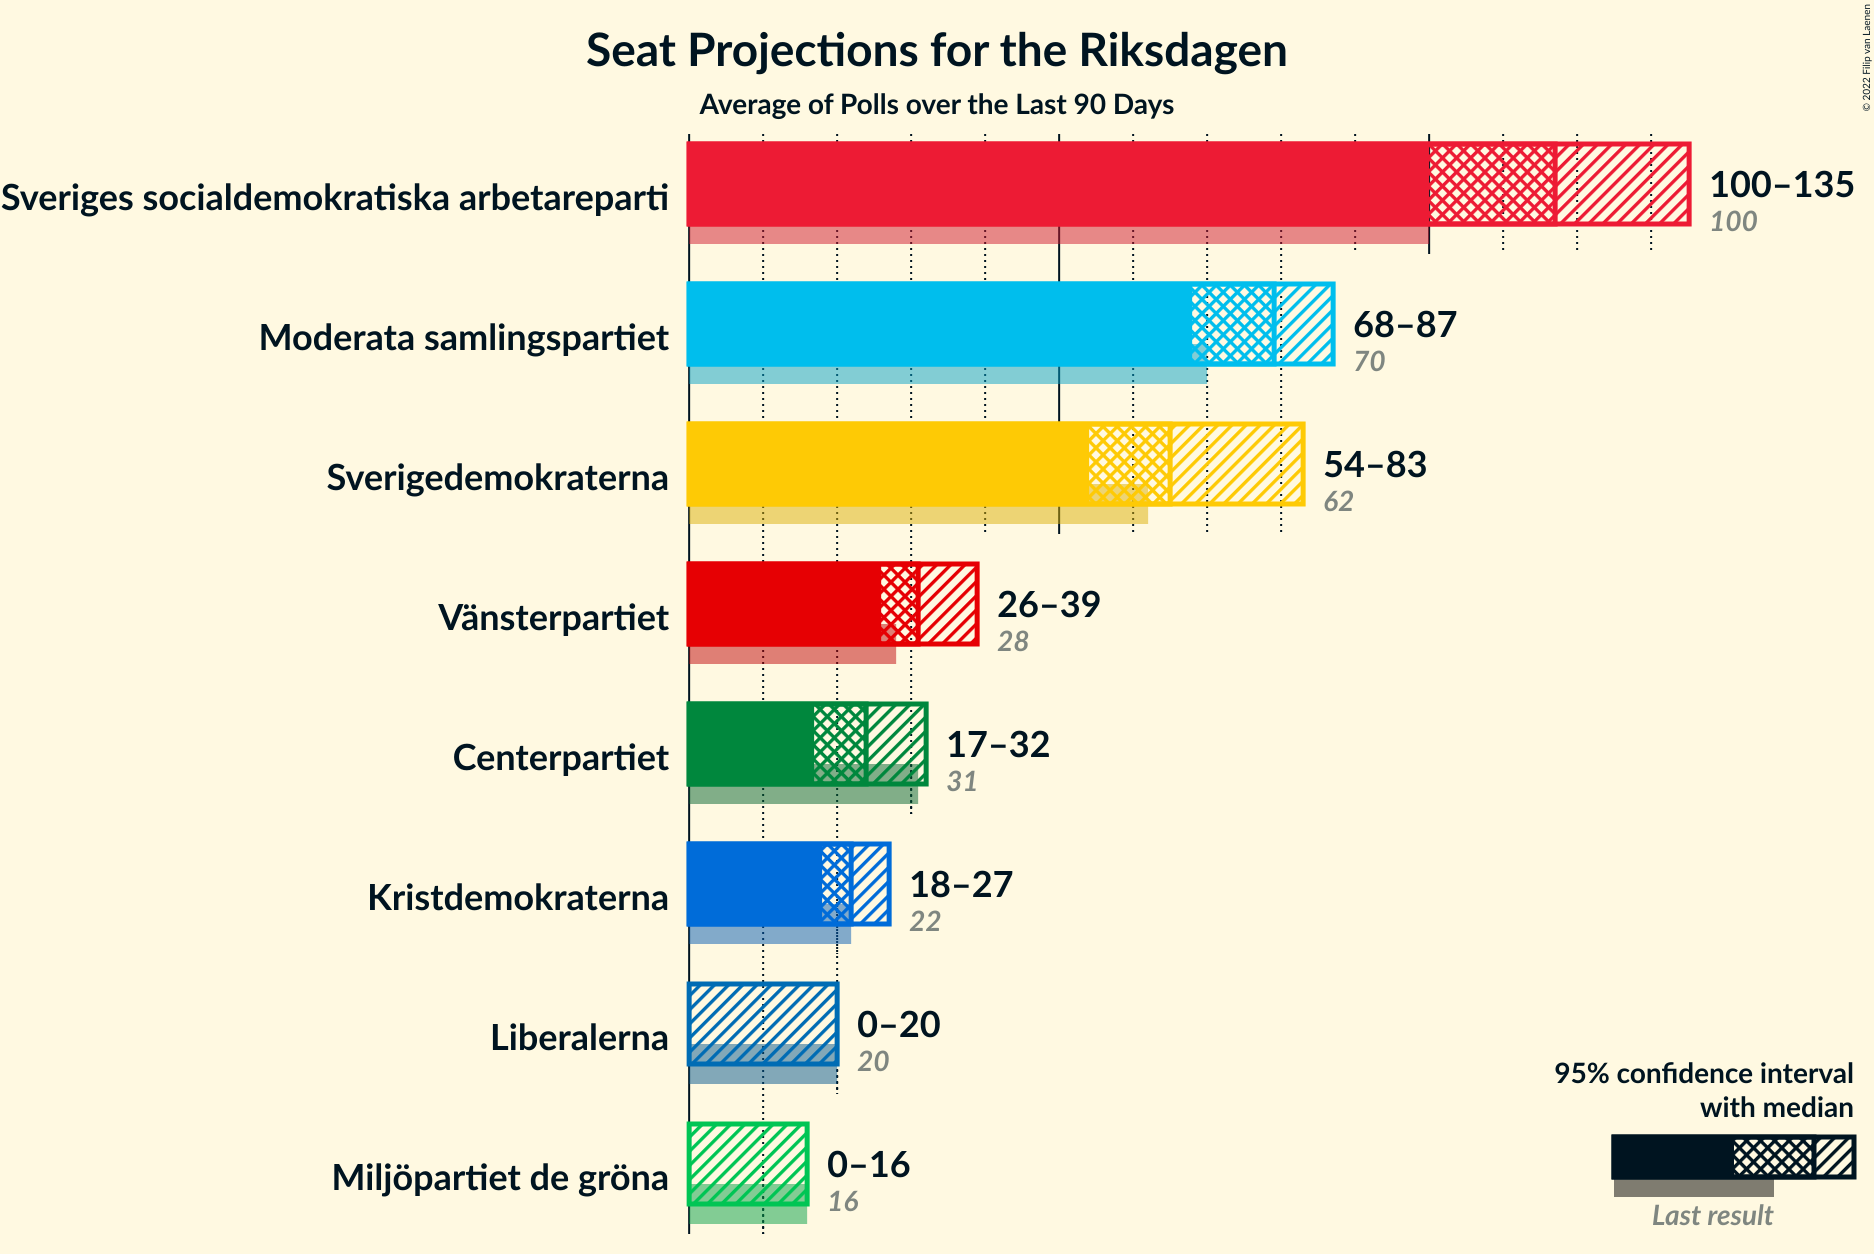 Seat Projections for the Riksdagen
Average of Polls over the Last 90 Days
© 2022 Filip van Laenen
Sveriges socialdemokratiska arbetareparti
100–135
100
Moderata samlingspartiet
68–87
70
Sverigedemokraterna
54–83
62
Vänsterpartiet
26–39
28
Centerpartiet
17–32
31
Kristdemokraterna
18–27
22
Liberalerna
0–20
20
Miljöpartiet de gröna
0–16
16
95% confidence interval
with median
Last result